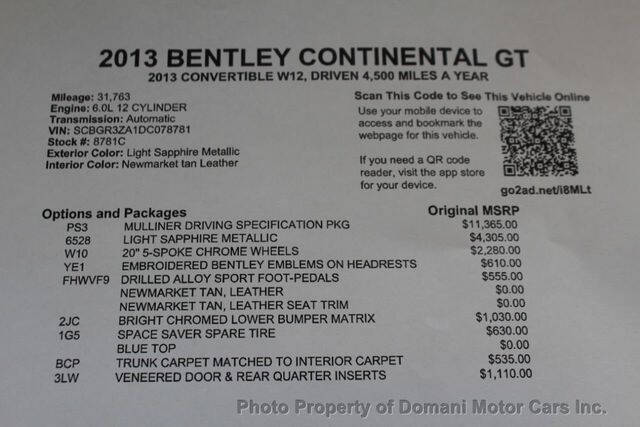 2013 BENTLEY CONTINENTAL GT
2013 CONVERTIBLE W12, DRIVEN 4,500 MILES A YEAR
Mileage: 31,763
Engine: 6.0L 12 CYLINDER
Transmission: Automatic
VIN: SCBGR3ZA1DC078781
Stock #: 8781C
Exterior Color: Light Sapphire Metallic
Interior Color: Newmarket tan Leather
Scan This Code to See This Vehicle Online
Use your mobile device to
access and bookmark the
webpage for this vehicle.
If you need a QR code
reader, visit the app store
for your device.
go2ad.net/i8MLt
Options and Packages Original MSRP
PS3 MULLINER DRIVING SPECIFICATION PKG $11,365.00
6528 LIGHT SAPPHIRE METALLIC $4,305.00
W10 20" 5-SPOKE CHROME WHEELS $2,280.00
YE1 EMBROIDERED BENTLEY EMBLEMS ON HEADRESTS $610.00
FHWVF9 DRILLED ALLOY SPORT FOOT-PEDALS $555.00
NEWMARKET TAN, LEATHER $0.00
NEWMARKET TAN, LEATHER SEAT TRIM $0.00
2JC BRIGHT CHROMED LOWER BUMPER MATRIX $1,030.00
1G5 SPACE SAVER SPARE TIRE $630.00
BLUE TOP $0.00
BCP TRUNK CARPET MATCHED TO INTERIOR CARPET $535.00
3LW VENEERED DOOR & REAR QUARTER INSERTS $1,110.00
Photo Property of Domani Motor Cars Inc.